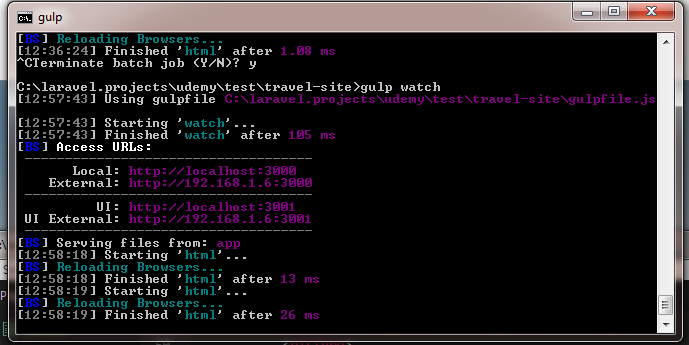 gulp
[BS] Reloading Browsers...
[12:36:24] Finished 'html' after 1.08 ms
^CTerminate batch job (Y/N)? y
C:\laravel.projects\udemy\test\travel-site>gulp watch
[12:57:43] Using gulpfile C:\laravel.projects\udemy\test\travel-site\gulpfile.js
[12:57:43] Starting 'watch'...
[12:57:43] Finished 'watch' after 105 ms
[BS] Access URLs:
--------------------------------------
Local: http://localhost:3000
External: http://192.168.1.6:3000
--------------------------------------
UI: http://localhost:3001
UI External: http://192.168.1.6:3001
--------------------------------------
[BS] Serving files from: app
[12:58:18] Starting 'html'...
[BS] Reloading Browsers...
[12:58:18] Finished 'html' after 13 ms
[12:58:19] Starting 'html'...
[BS] Reloading Browsers...
[12:58:19] Finished 'html' after 26 ms